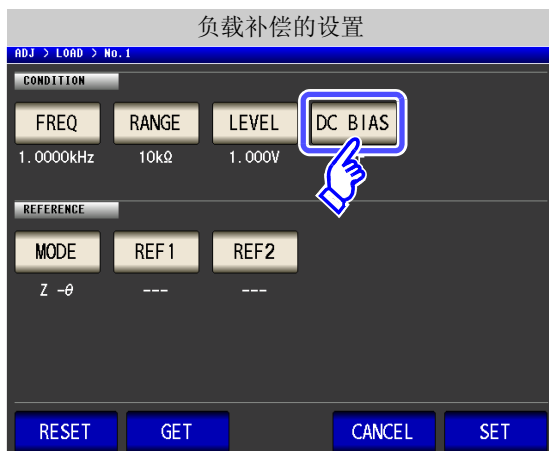 负载补偿的设置
ADJ > LOAD > No.1
CONDITION
FREQ RANGE LEVEL DC BIAS
1.0000kHz 10kΩ 1.000V
REFERENCE
MODE REF1 REF2
Z -θ --- ---
RESET GET CANCEL SET